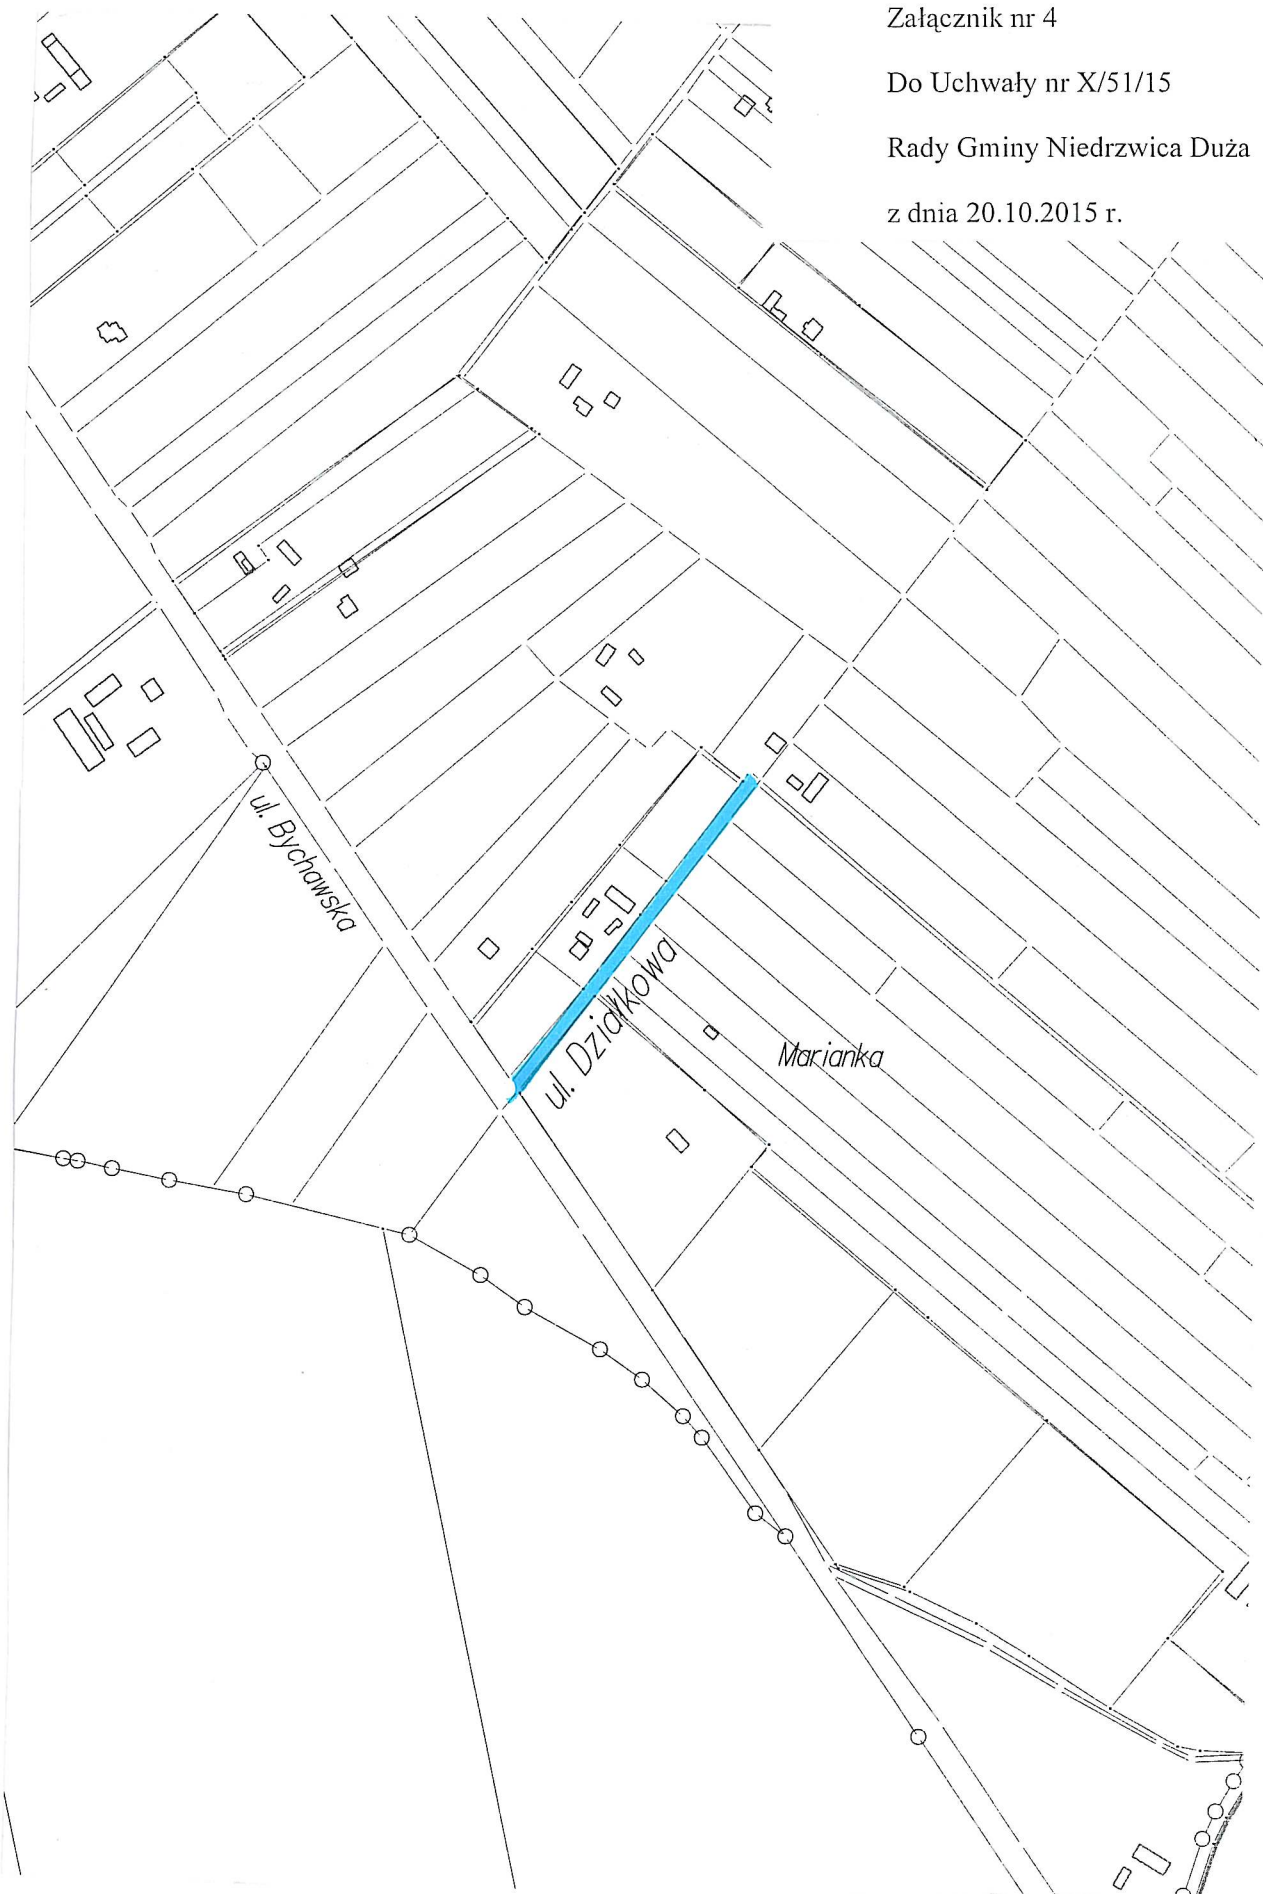 Załącznik nr 4
Do Uchwały nr X/51/15
Rady Gminy Niedrzwica Duża
z dnia 20.10.2015 r.
ul. Bychawska
ul. Działkowa
Marianka